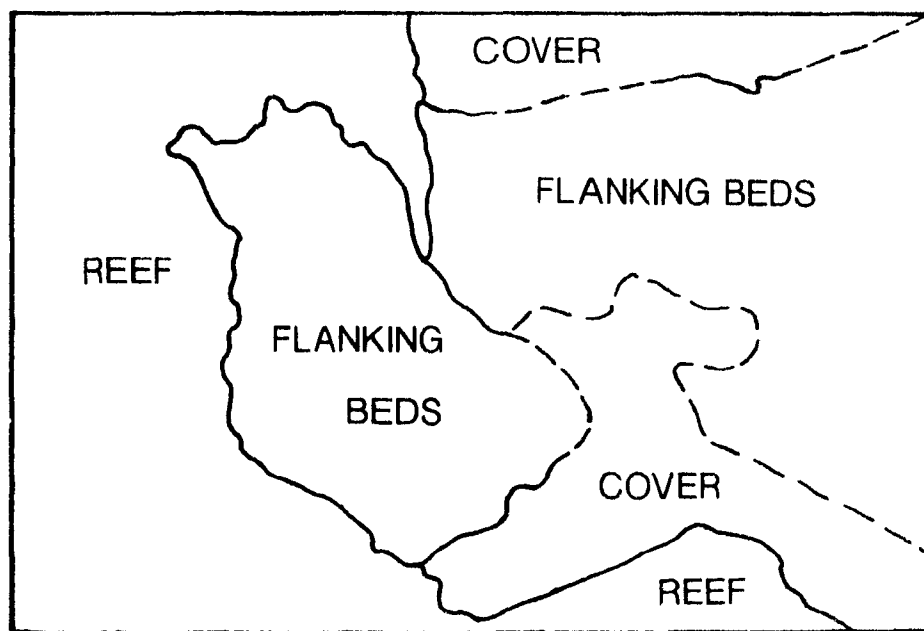 COVER
FLANKING BEDS
REEF
FLANKING
BEDS
COVER
REEF